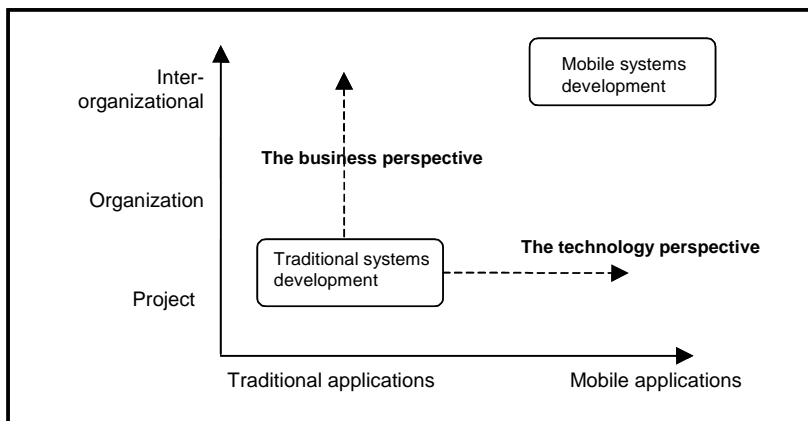 Inter-
organizational
Mobile systems
development
The business perspective
Organization
The technology perspective
Traditional systems
development
Project
Traditional applications
Mobile applications